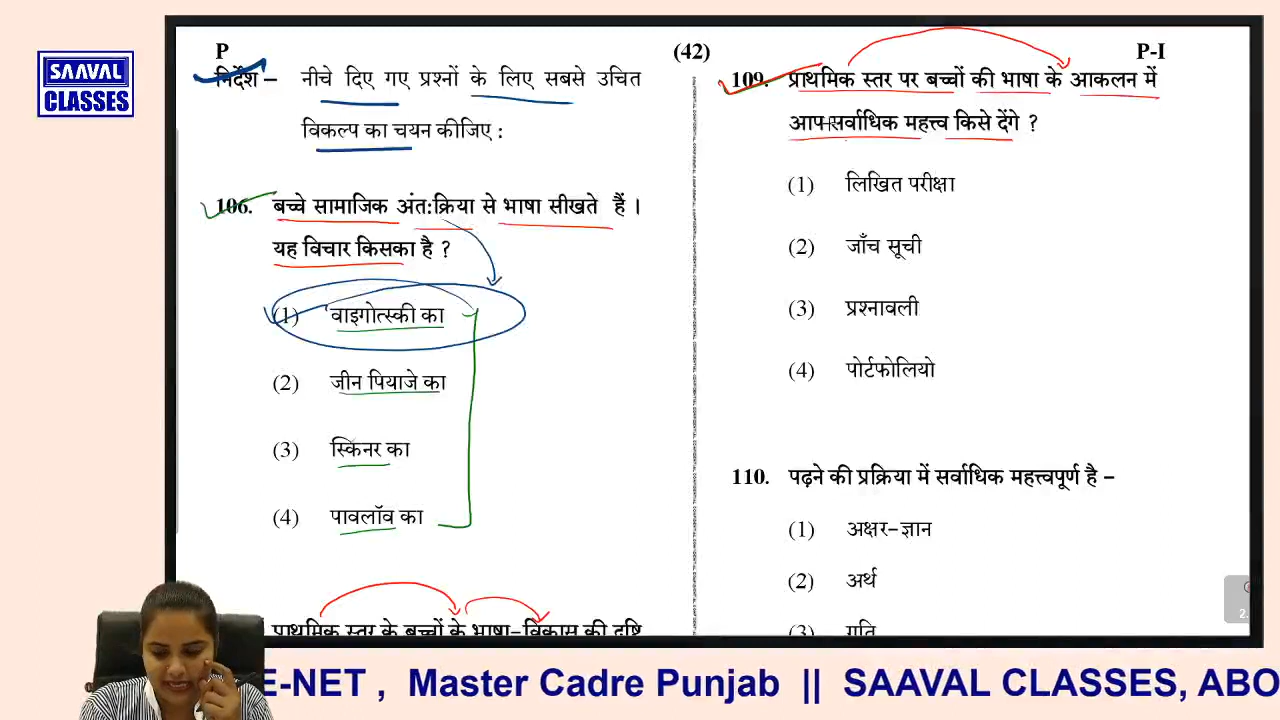 SAAVAL
CLASSES
P
(42)
P-I
निर्देश – नीचे दिए गए प्रश्नों के लिए सबसे उचित
विकल्प का चयन कीजिए :
106. बच्चे सामाजिक अंत:क्रिया से भाषा सीखते हैं ।
यह विचार किसका है ?
(1) वाइगोत्स्की का
(2) जीन पियाजे का
(3) स्किनर का
(4) पावलॉव का
प्राथमिक स्तर के बच्चों के भाषा-विकास की दृष्टि
109. प्राथमिक स्तर पर बच्चों की भाषा के आकलन में
आप सर्वाधिक महत्त्व किसे देंगे ?
(1) लिखित परीक्षा
(2) जाँच सूची
(3) प्रश्नावली
(4) पोर्टफोलियो
110. पढ़ने की प्रक्रिया में सर्वाधिक महत्त्वपूर्ण है –
(1) अक्षर-ज्ञान
(2) अर्थ
(3) गति
E-NET , Master Cadre Punjab || SAAVAL CLASSES, ABO